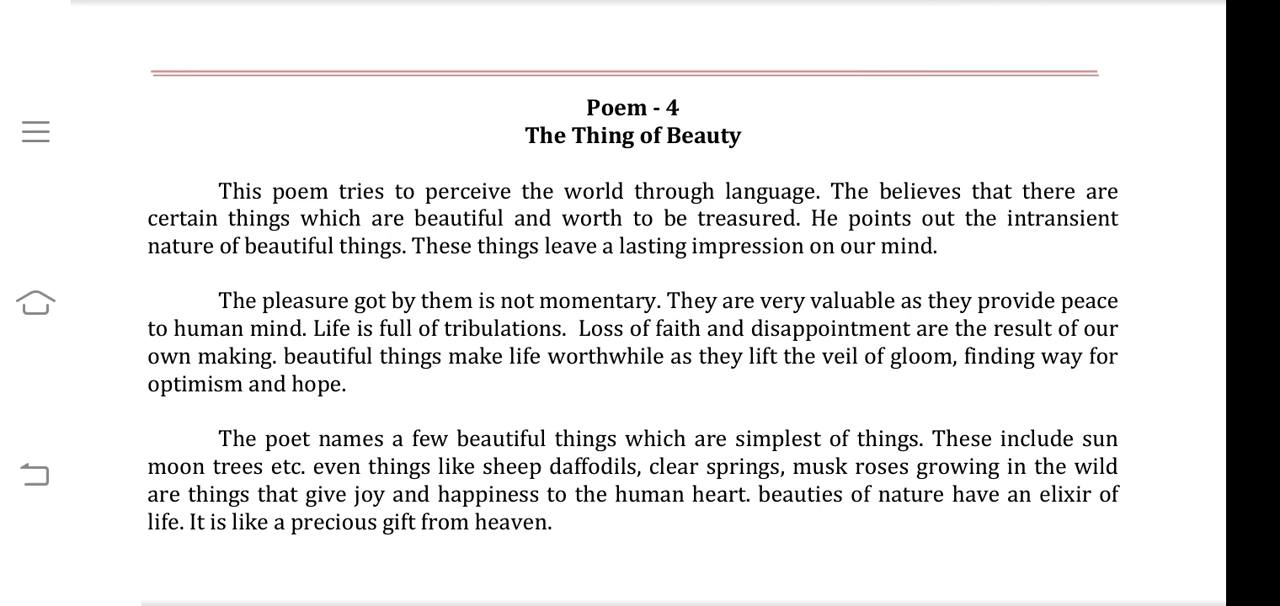 Poem - 4
The Thing of Beauty
This poem tries to perceive the world through language. The believes that there are
certain things which are beautiful and worth to be treasured. He points out the intransient
nature of beautiful things. These things leave a lasting impression on our mind.
The pleasure got by them is not momentary. They are very valuable as they provide peace
to human mind. Life is full of tribulations.  Loss of faith and disappointment are the result of our
own making. beautiful things make life worthwhile as they lift the veil of gloom, finding way for
optimism and hope.
The poet names a few beautiful things which are simplest of things. These include sun
moon trees etc. even things like sheep daffodils, clear springs, musk roses growing in the wild
are things that give joy and happiness to the human heart. beauties of nature have an elixir of
life. It is like a precious gift from heaven.